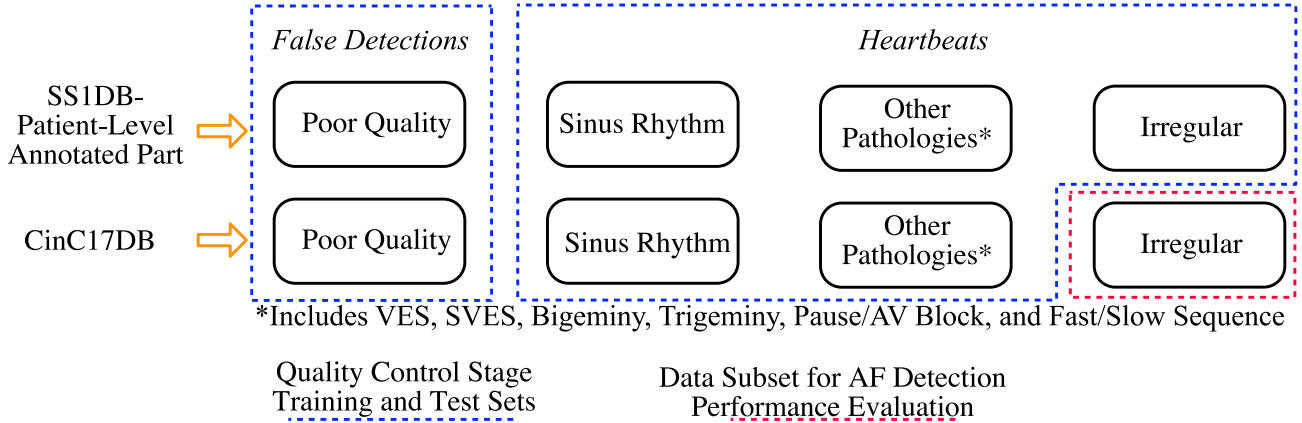 False Detections
Heartbeats
SS1DB-
Patient-Level
Annotated Part
Poor Quality
Sinus Rhythm
Other
Pathologies*
Irregular
CinC17DB
Poor Quality
Sinus Rhythm
Other
Pathologies*
Irregular
*Includes VES, SVES, Bigeminy, Trigeminy, Pause/AV Block, and Fast/Slow Sequence
Quality Control Stage
Training and Test Sets
Data Subset for AF Detection
Performance Evaluation